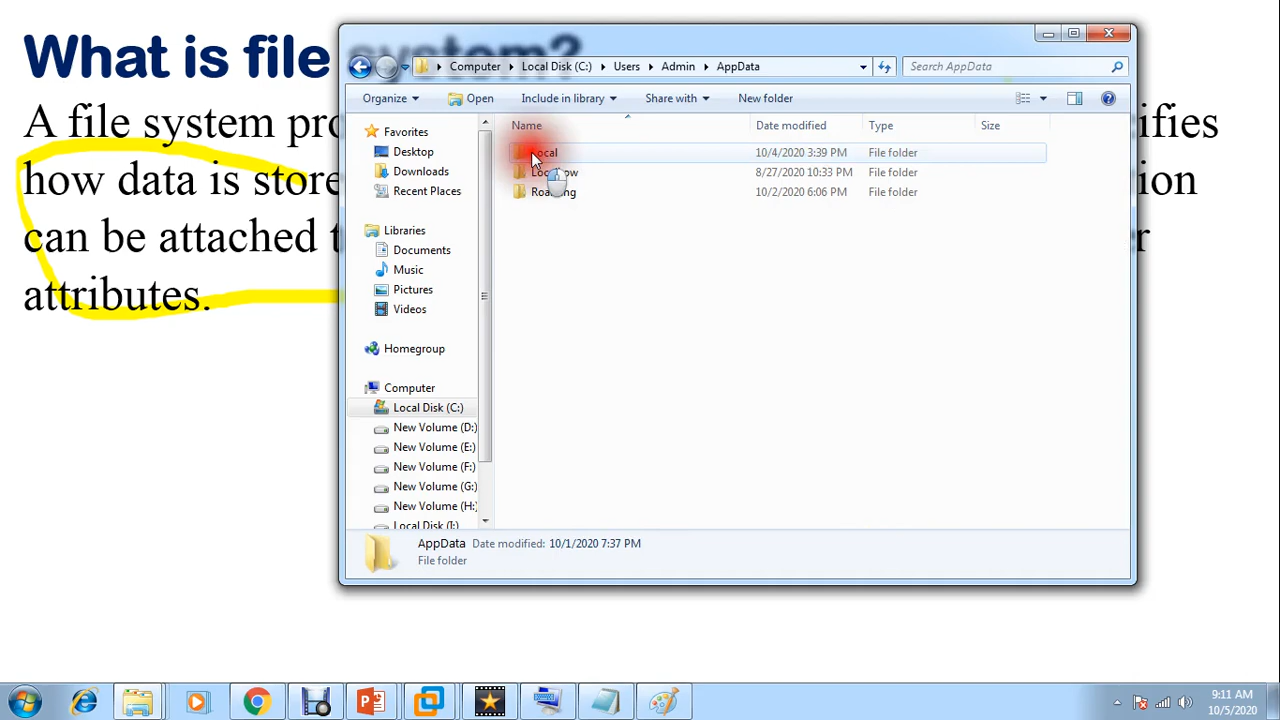 What is file system?
A file system pro ifies
how data is store ion
can be attached t r
attributes.
Computer Local Disk (C:) Users Admin AppData
Search AppData
Organize Open Include in library Share with New folder
Name Date modified Type Size
Local 10/4/2020 3:39 PM File folder
LocalLow 8/27/2020 10:33 PM File folder
Roaming 10/2/2020 6:06 PM File folder
Favorites
Desktop
Downloads
Recent Places
Libraries
Documents
Music
Pictures
Videos
Homegroup
Computer
Local Disk (C:)
New Volume (D:)
New Volume (E:)
New Volume (F:)
New Volume (G:)
New Volume (H:)
Local Disk (I:)
AppData Date modified: 10/1/2020 7:37 PM
File folder
9:11 AM
10/5/2020